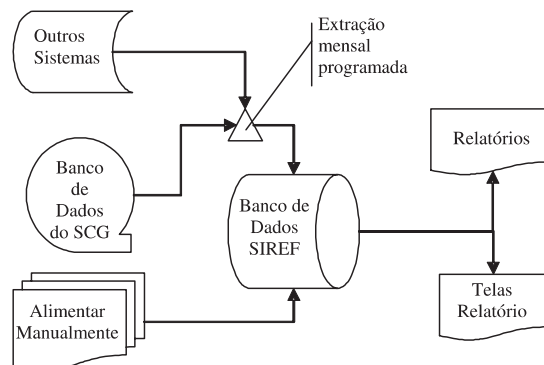 Outros
Sistemas
Extração
mensal
programada
Banco
de
Dados
do SCG
Banco de
Dados
SIREF
Relatórios
Alimentar
Manualmente
Telas
Relatório